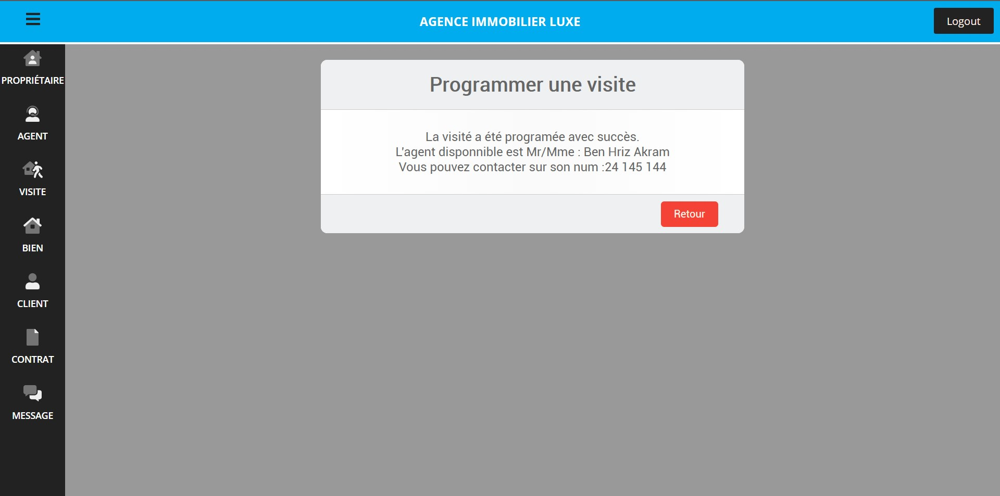 AGENCE IMMOBILIER LUXE
Logout
PROPRIÉTAIRE
AGENT
VISITE
BIEN
CLIENT
CONTRAT
MESSAGE
Programmer une visite
La visité a été programée avec succès.
L'agent disponnible est Mr/Mme : Ben Hriz Akram
Vous pouvez contacter sur son num :24 145 144
Retour